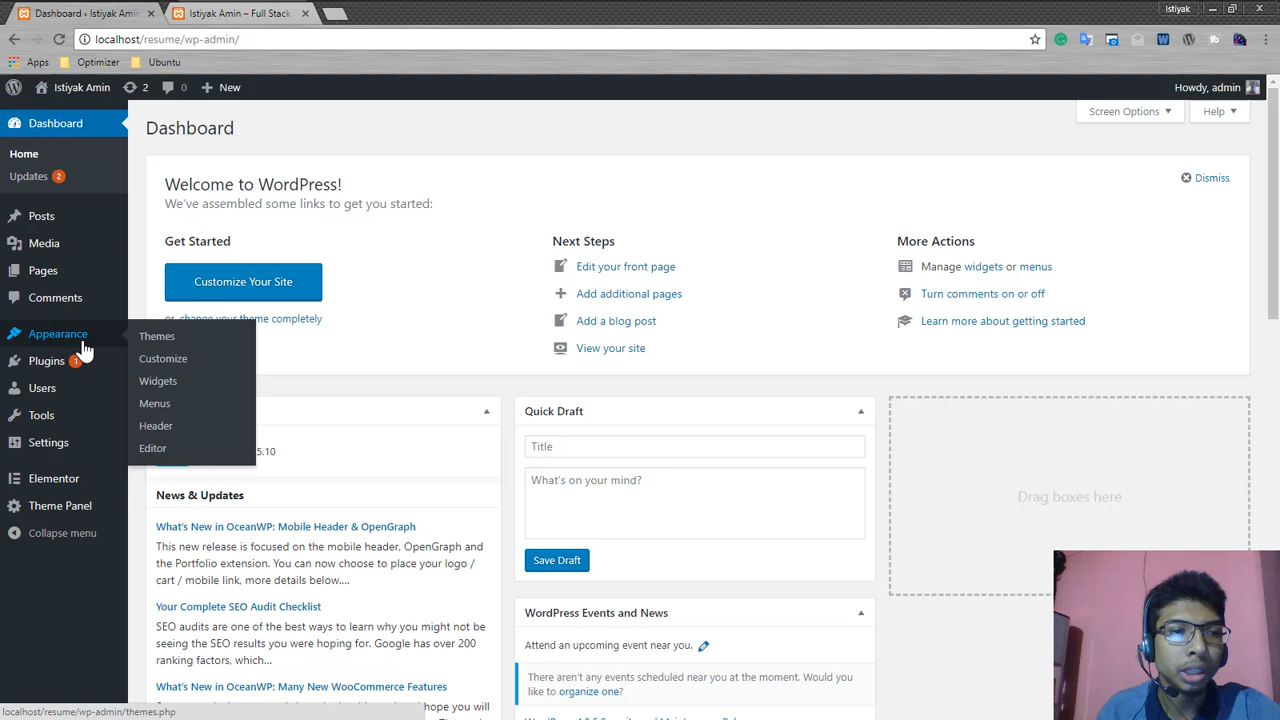 Dashboard ‹ Istiyak Amin
Istiyak Amin – Full Stack
Istiyak
localhost/resume/wp-admin/
Apps
Optimizer
Ubuntu
Istiyak Amin
2
0
New
Howdy, admin
Dashboard
Home
Updates 2
Posts
Media
Pages
Comments
Appearance
Plugins 1
Users
Tools
Settings
Elementor
Theme Panel
Collapse menu
Themes
Customize
Widgets
Menus
Header
Editor
Dashboard
Screen Options
Help
Welcome to WordPress!
We've assembled some links to get you started:
Dismiss
Get Started
Customize Your Site
or, change your theme completely
Next Steps
Edit your front page
Add additional pages
Add a blog post
View your site
More Actions
Manage widgets or menus
Turn comments on or off
Learn more about getting started
5.10
News & Updates
What's New in OceanWP: Mobile Header & OpenGraph
This new release is focused on the mobile header, OpenGraph and
the Portfolio extension. You can now choose to place your logo /
cart / mobile link, more details below....
Your Complete SEO Audit Checklist
SEO audits are one of the best ways to learn why you might not be
seeing the SEO results you were hoping for. Google has over 200
ranking factors, which...
What's New in OceanWP: Many New WooCommerce Features
hope you will
Quick Draft
Title
What's on your mind?
Save Draft
WordPress Events and News
Attend an upcoming event near you.
There aren't any events scheduled near you at the moment. Would you
like to organize one?
Drag boxes here
localhost/resume/wp-admin/themes.php